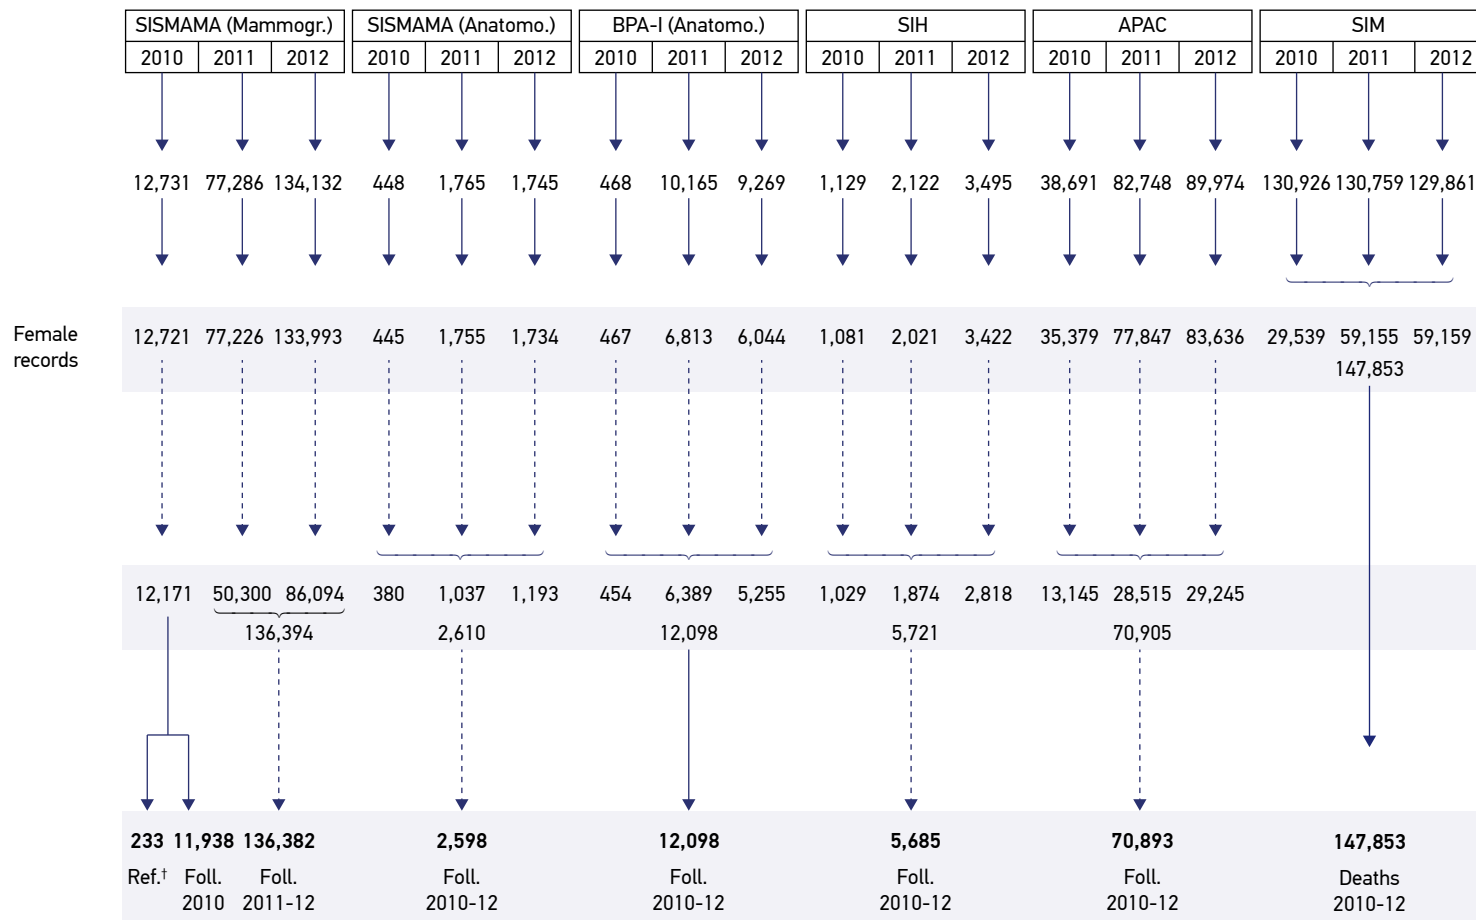 SISMAMA (Mammogr.) SISMAMA (Anatomo.) BPA-I (Anatomo.) SIH APAC SIM
2010 2011 2012 2010 2011 2012 2010 2011 2012 2010 2011 2012 2010 2011 2012 2010 2011 2012
12,731 77,286 134,132 448 1,765 1,745 468 10,165 9,269 1,129 2,122 3,495 38,691 82,748 89,974 130,926 130,759 129,861
Female 12,721 77,226 133,993 445 1,755 1,734 467 6,813 6,044 1,081 2,021 3,422 35,379 77,847 83,636 29,539 59,155 59,159
records 147,853
12,171 50,300 86,094 380 1,037 1,193 454 6,389 5,255 1,029 1,874 2,818 13,145 28,515 29,245
136,394 2,610 12,098 5,721 70,905
233 11,938 136,382 2,598 12,098 5,685 70,893 147,853
Ref.† Foll. Foll. Foll. Foll. Foll. Foll. Deaths
2010 2011-12 2010-12 2010-12 2010-12 2010-12 2010-12